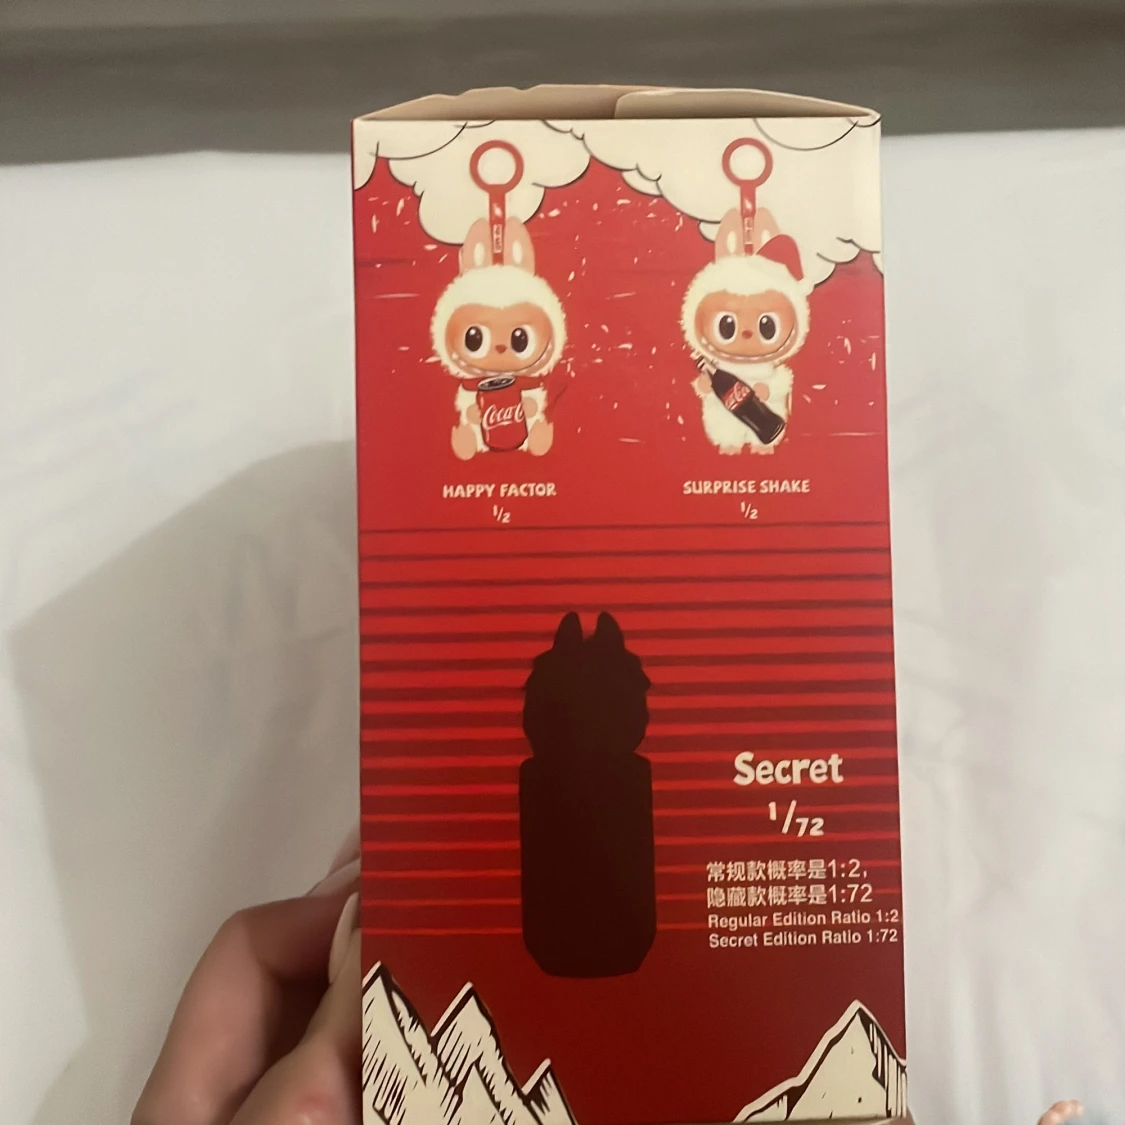 Coca-C
Coca-Cola
HAPPY FACTOR
1/2
SURPRISE SHAKE
1/2
Secret
1/72
常规款概率是1:2,
隐藏款概率是1:72
Regular Edition Ratio 1:2
Secret Edition Ratio 1:72